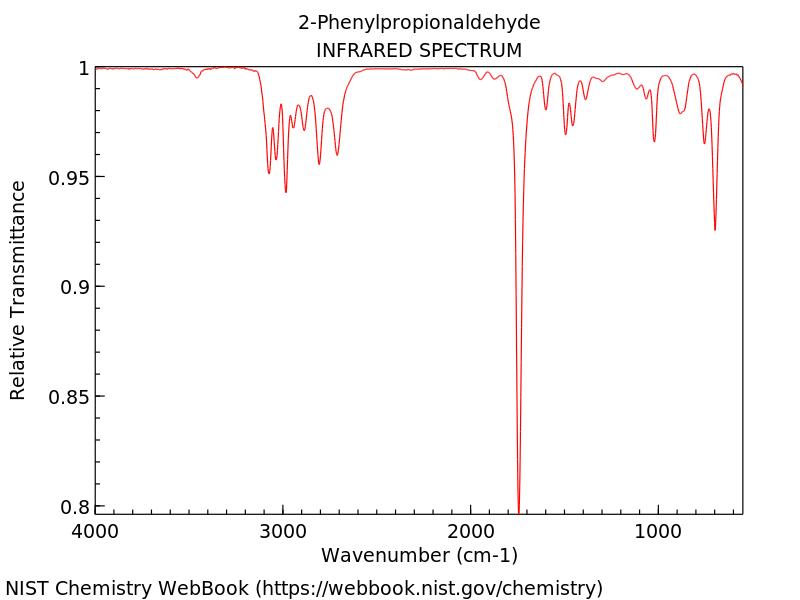 2-Phenylpropionaldehyde
INFRARED SPECTRUM
1
0.95
0.9
0.85
0.8
Relative Transmittance
4000 3000 2000 1000
Wavenumber (cm-1)
NIST Chemistry WebBook (https://webbook.nist.gov/chemistry)